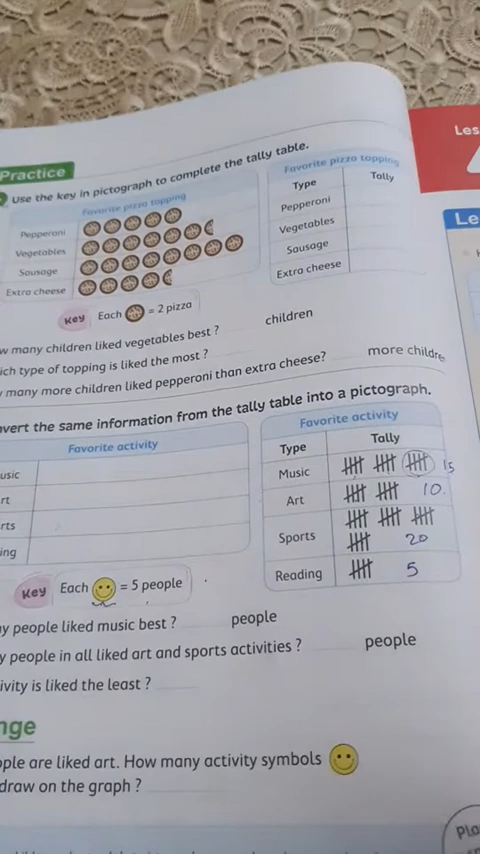 Les
Practice
Use the key in pictograph to complete the tally table.
Favorite pizza topping
Pepperoni
Vegetables
Sausage
Extra cheese
Favorite pizza topping
Type Tally
Pepperoni
Vegetables
Sausage
Extra cheese
Key Each = 2 pizza
w many children liked vegetables best ? children
ich type of topping is liked the most ?
many more children liked pepperoni than extra cheese? more childre
vert the same information from the tally table into a pictograph.
Favorite activity
usic
rt
rts
ing
Favorite activity
Type Tally
Music 15
Art 10.
Sports 20
Reading 5
Key Each = 5 people
y people liked music best ? people
y people in all liked art and sports activities ? people
ivity is liked the least ?
nge
ople are liked art. How many activity symbols
draw on the graph ?
Le